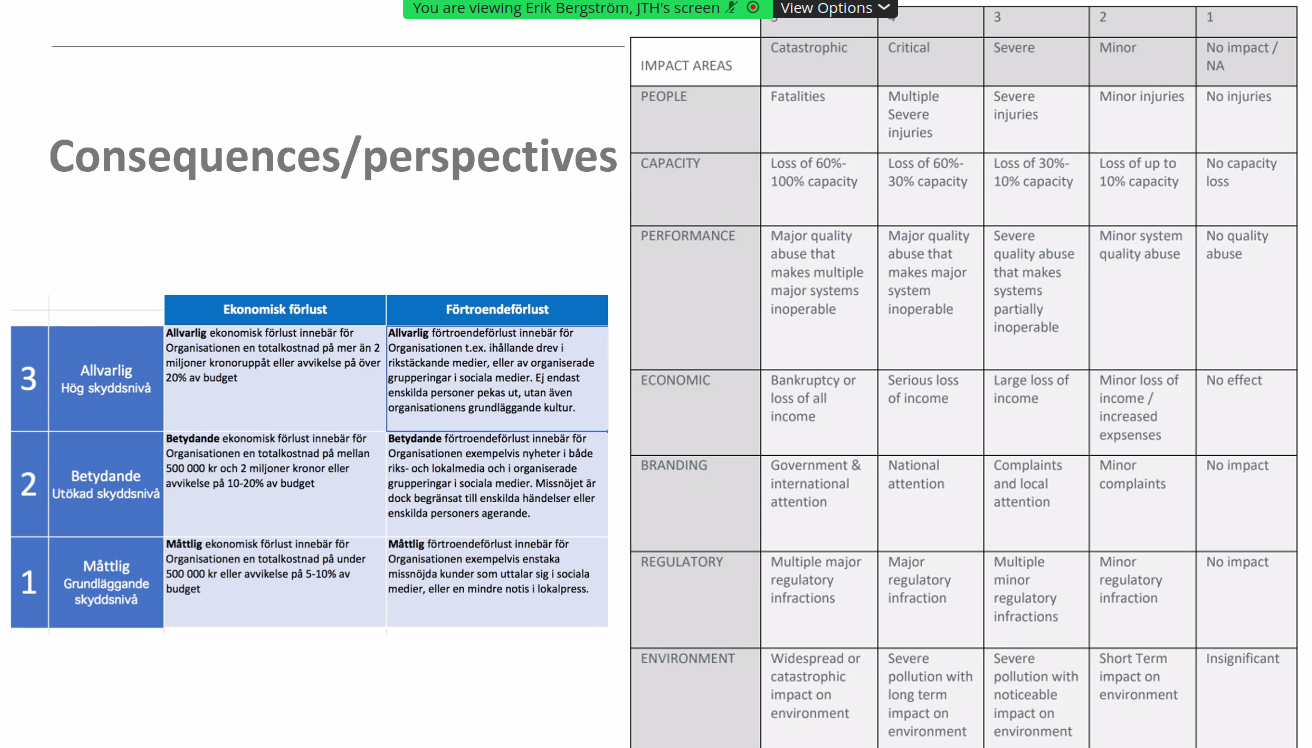 You are viewing Erik Bergström, JTH's screen
View Options
Consequences/perspectives
Ekonomisk förlust
Förtroendeförlust
3
Allvarlig
Hög skyddsnivå
Allvarlig ekonomisk förlust innebär för
Organisationen en totalkostnad på mer än 2
miljoner kronoruppåt eller avvikelse på över
20% av budget
Allvarlig förtroendeförlust innebär för
Organisationen t.ex. ihållande drev i
rikstäckande medier, eller av organiserade
grupperingar i sociala medier. Ej endast
enskilda personer pekas ut, utan även
organisationens grundläggande kultur.
2
Betydande
Utökad skyddsnivå
Betydande ekonomisk förlust innebär för
Organisationen en totalkostnad på mellan
500 000 kr och 2 miljoner kronor eller
avvikelse på 10-20% av budget
Betydande förtroendeförlust innebär för
Organisationen exempelvis nyheter i både
riks- och lokalmedia och i organiserade
grupperingar i sociala medier. Missnöjet är
dock begränsat till enskilda händelser eller
enskilda personers agerande.
1
Måttlig
Grundläggande
skyddsnivå
Måttlig ekonomisk förlust innebär för
Organisationen en totalkostnad på under
500 000 kr eller avvikelse på 5-10% av
budget
Måttlig förtroendeförlust innebär för
Organisationen exempelvis enstaka
missnöjda kunder som uttalar sig i sociala
medier, eller en mindre notis i lokalpress.
3
2
1
IMPACT AREAS
Catastrophic
Critical
Severe
Minor
No impact /
NA
PEOPLE
Fatalities
Multiple
Severe
injuries
Severe
injuries
Minor injuries
No injuries
CAPACITY
Loss of 60%-
100% capacity
Loss of 60%-
30% capacity
Loss of 30%-
10% capacity
Loss of up to
10% capacity
No capacity
loss
PERFORMANCE
Major quality
abuse that
makes multiple
major systems
inoperable
Major quality
abuse that
makes major
system
inoperable
Severe
quality abuse
that makes
systems
partially
inoperable
Minor system
quality abuse
No quality
abuse
ECONOMIC
Bankruptcy or
loss of all
income
Serious loss
of income
Large loss of
income
Minor loss of
income /
increased
expsenses
No effect
BRANDING
Government &
international
attention
National
attention
Complaints
and local
attention
Minor
complaints
No impact
REGULATORY
Multiple major
regulatory
infractions
Major
regulatory
infraction
Multiple
minor
regulatory
infractions
Minor
regulatory
infraction
No impact
ENVIRONMENT
Widespread or
catastrophic
impact on
environment
Severe
pollution with
long term
impact on
environment
Severe
pollution with
noticeable
impact on
environment
Short Term
impact on
environment
Insignificant